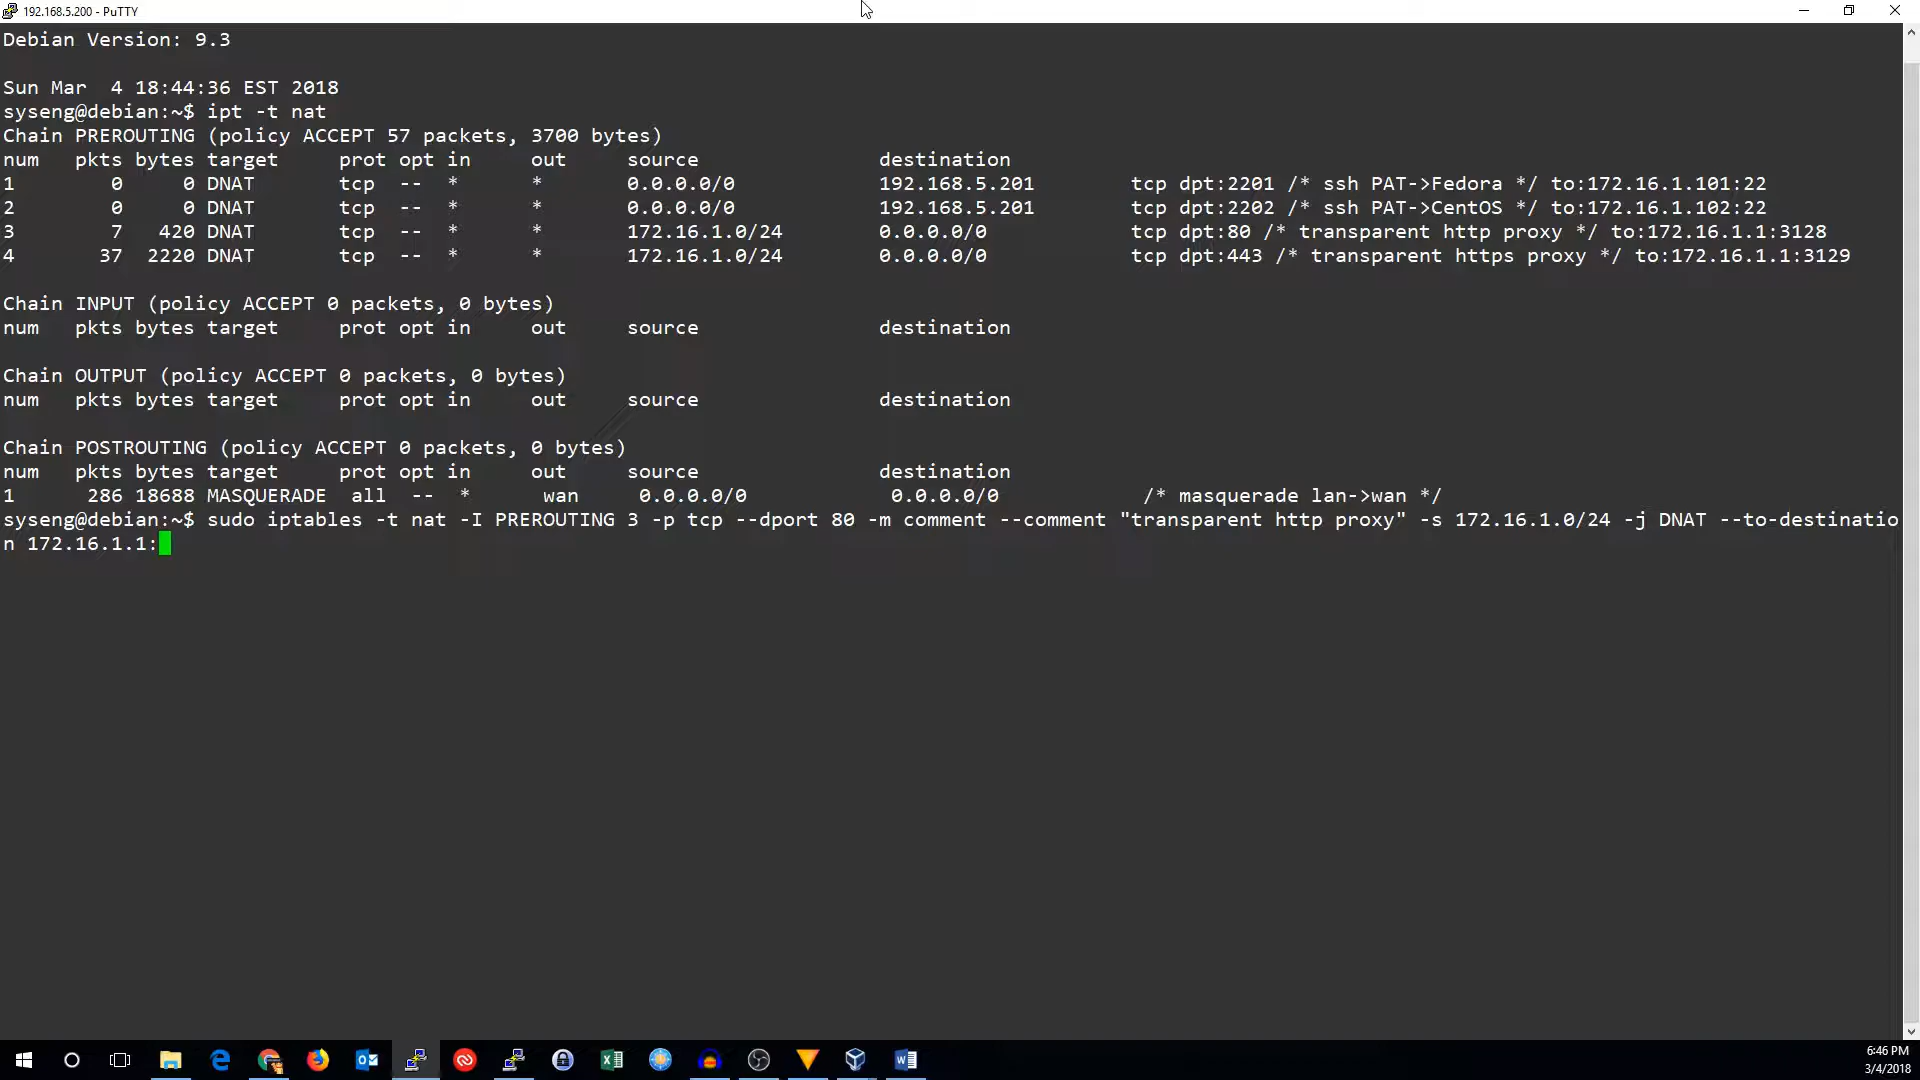 192.168.5.200 - PuTTY
Debian Version: 9.3
Sun Mar  4 18:44:36 EST 2018
syseng@debian:~$ ipt -t nat
Chain PREROUTING (policy ACCEPT 57 packets, 3700 bytes)
num   pkts bytes target     prot opt in     out     source               destination
1        0     0 DNAT       tcp  --  *      *       0.0.0.0/0            192.168.5.201        tcp dpt:2201 /* ssh PAT->Fedora */ to:172.16.1.101:22
2        0     0 DNAT       tcp  --  *      *       0.0.0.0/0            192.168.5.201        tcp dpt:2202 /* ssh PAT->CentOS */ to:172.16.1.102:22
3        7   420 DNAT       tcp  --  *      *       172.16.1.0/24        0.0.0.0/0            tcp dpt:80 /* transparent http proxy */ to:172.16.1.1:3128
4       37  2220 DNAT       tcp  --  *      *       172.16.1.0/24        0.0.0.0/0            tcp dpt:443 /* transparent https proxy */ to:172.16.1.1:3129
Chain INPUT (policy ACCEPT 0 packets, 0 bytes)
num   pkts bytes target     prot opt in     out     source               destination
Chain OUTPUT (policy ACCEPT 0 packets, 0 bytes)
num   pkts bytes target     prot opt in     out     source               destination
Chain POSTROUTING (policy ACCEPT 0 packets, 0 bytes)
num   pkts bytes target     prot opt in     out     source               destination
1      286 18688 MASQUERADE  all  --  *      wan     0.0.0.0/0            0.0.0.0/0            /* masquerade lan->wan */
syseng@debian:~$ sudo iptables -t nat -I PREROUTING 3 -p tcp --dport 80 -m comment --comment "transparent http proxy" -s 172.16.1.0/24 -j DNAT --to-destinatio
n 172.16.1.1:
6:46 PM
3/4/2018